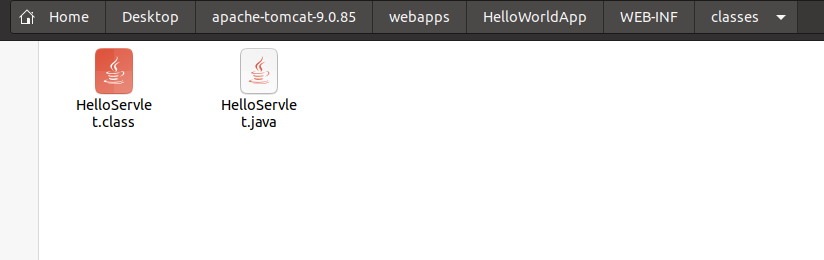 Home Desktop apache-tomcat-9.0.85 webapps HelloWorldApp WEB-INF classes
HelloServle
t.class
HelloServle
t.java